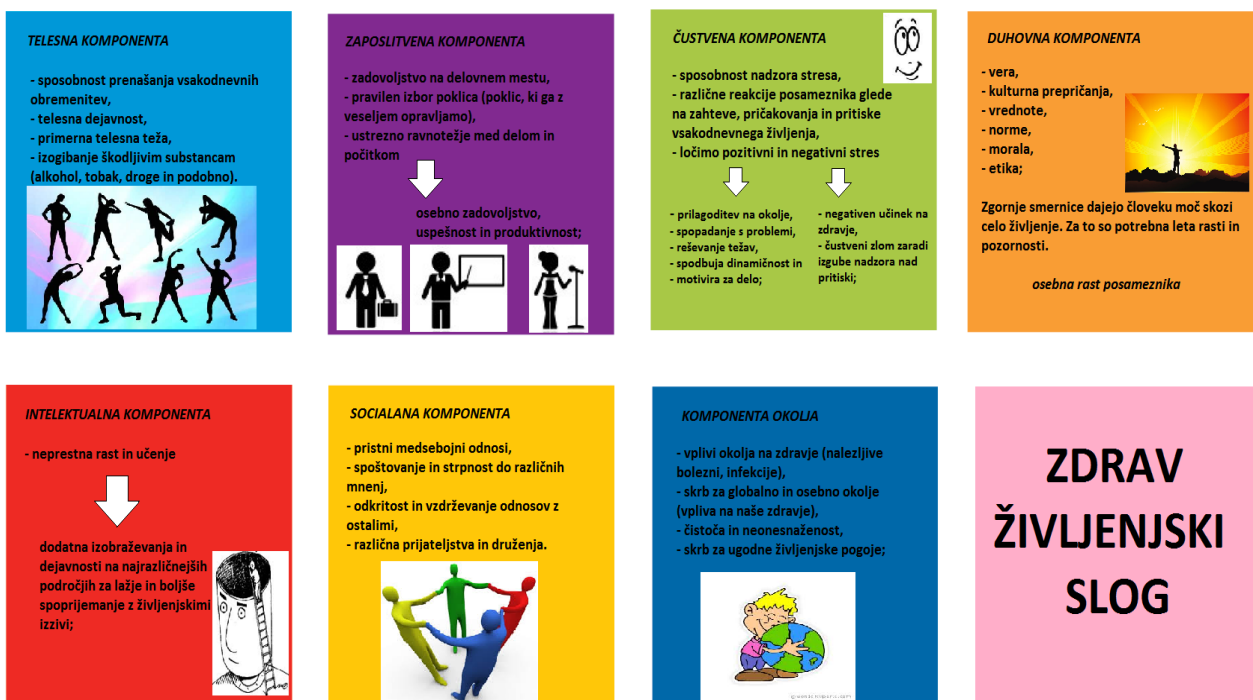 TELESNA KOMPONENTA
- sposobnost prenašanja vsakodnevnih
obremenitev,
- telesna dejavnost,
- primerna telesna teža,
- izogibanje škodljivim substancam
(alkohol, tobak, droge in podobno).
ZAPOSLITVENA KOMPONENTA
- zadovoljstvo na delovnem mestu,
- pravilen izbor poklica (poklic, ki ga z
veseljem opravljamo),
- ustrezno ravnotežje med delom in
počitkom
osebno zadovoljstvo,
uspešnost in produktivnost;
ČUSTVENA KOMPONENTA
- sposobnost nadzora stresa,
- različne reakcije posameznika glede
na zahteve, pričakovanja in pritiske
vsakodnevnega življenja,
- ločimo pozitivni in negativni stres
- prilagoditev na okolje,
- spopadanje s problemi,
- reševanje težav,
- spodbuja dinamičnost in
- motivira za delo;
- negativen učinek na
zdravje,
- čustveni zlom zaradi
izgube nadzora nad
pritiski;
DUHOVNA KOMPONENTA
- vera,
- kulturna prepričanja,
- vrednote,
- norme,
- morala,
- etika;
Zgornje smernice dajejo človeku moč skozi
celo življenje. Za to so potrebna leta rasti in
pozornosti.
osebna rast posameznika
INTELEKTUALNA KOMPONENTA
- neprestna rast in učenje
dodatna izobraževanja in
dejavnosti na najrazličnejših
področjih za lažje in boljše
spoprijemanje z življenjskimi
izzivi;
SOCIALANA KOMPONENTA
- pristni medsebojni odnosi,
- spoštovanje in strpnost do različnih
mnenj,
- odkritost in vzdrževanje odnosov z
ostalimi,
- različna prijateljstva in druženja.
KOMPONENTA OKOLJA
- vplivi okolja na zdravje (nalezljive
bolezni, infekcije),
- skrb za globalno in osebno okolje
(vpliva na naše zdravje),
- čistoča in neonesnaženost,
- skrb za ugodne življenjske pogoje;
ZDRAV
ŽIVLJENJSKI
SLOG